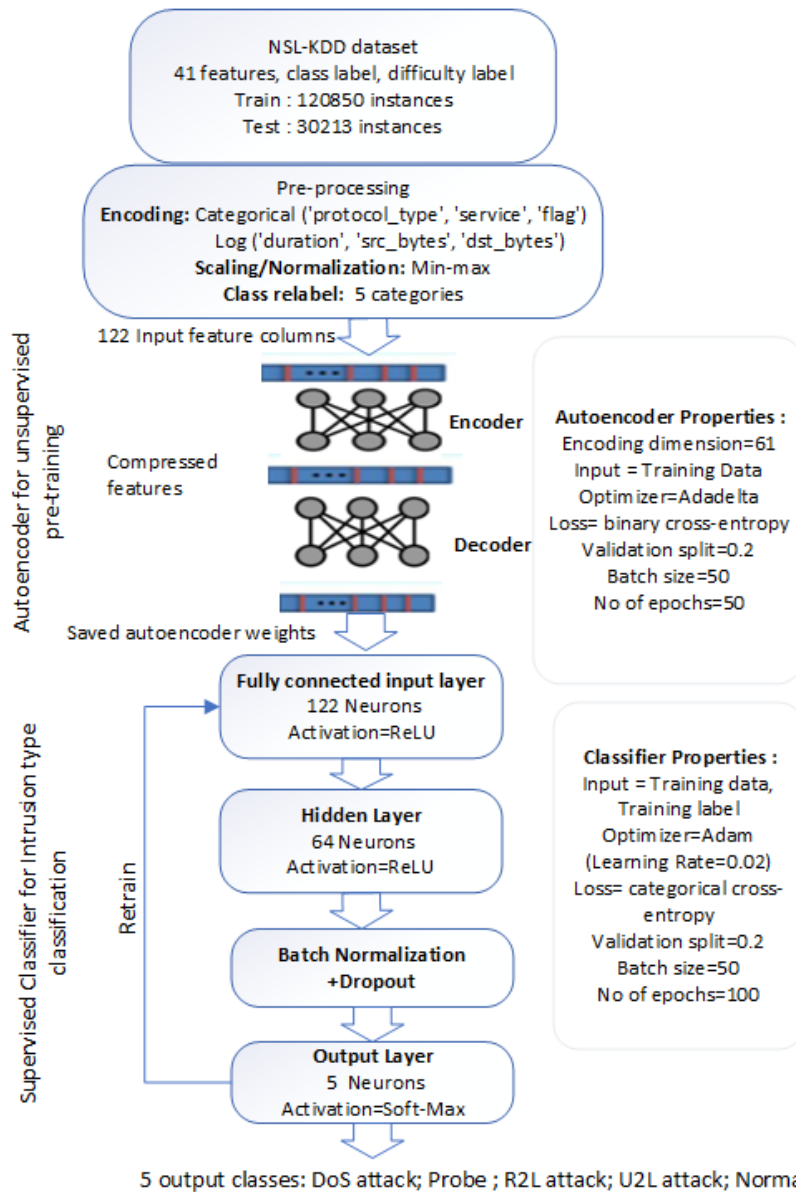 NSL-KDD dataset
41 features, class label, difficulty label
Train : 120850 instances
Test : 30213 instances
Pre-processing
Encoding: Categorical ('protocol_type', 'service', 'flag')
Log ('duration', 'src_bytes', 'dst_bytes')
Scaling/Normalization: Min-max
Class relabel: 5 categories
122 Input feature columns
Autoencoder for unsupervised
pre-training
Encoder
Compressed
features
Decoder
Saved autoencoder weights
Autoencoder Properties :
Encoding dimension=61
Input = Training Data
Optimizer=Adadelta
Loss= binary cross-entropy
Validation split=0.2
Batch size=50
No of epochs=50
Supervised Classifier for Intrusion type
classification
Retrain
Fully connected input layer
122 Neurons
Activation=ReLU
Hidden Layer
64 Neurons
Activation=ReLU
Batch Normalization
+Dropout
Output Layer
5 Neurons
Activation=Soft-Max
Classifier Properties :
Input = Training data,
Training label
Optimizer=Adam
(Learning Rate=0.02)
Loss= categorical cross-
entropy
Validation split=0.2
Batch size=50
No of epochs=100
5 output classes: DoS attack; Probe ; R2L attack; U2L attack; Norma